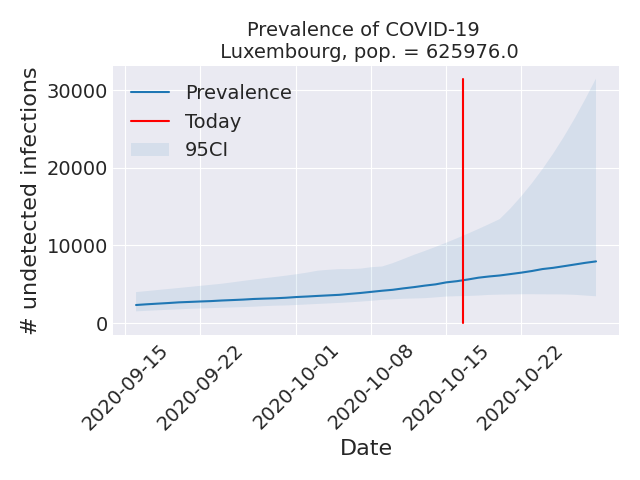 Prevalence of COVID-19
Luxembourg, pop. = 625976.0
# undetected infections
30000
20000
10000
0
Prevalence
Today
95CI
2020-09-15
2020-09-22
2020-10-01
2020-10-08
2020-10-15
2020-10-22
Date